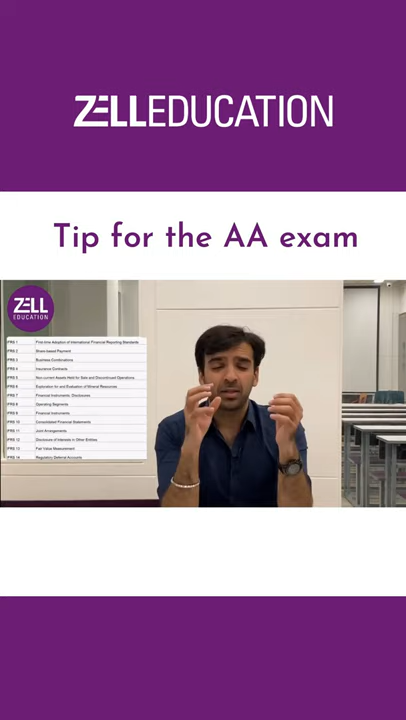 ZELLEDUCATION
Tip for the AA exam
ZELL
EDUCATION
IFRS 1 First-time Adoption of International Financial Reporting Standards
IFRS 2 Share-based Payment
IFRS 3 Business Combinations
IFRS 4 Insurance Contracts
IFRS 5 Non-current Assets Held for Sale and Discontinued Operations
IFRS 6 Exploration for and Evaluation of Mineral Resources
IFRS 7 Financial Instruments: Disclosures
IFRS 8 Operating Segments
IFRS 9 Financial Instruments
IFRS 10 Consolidated Financial Statements
IFRS 11 Joint Arrangements
IFRS 12 Disclosure of Interests in Other Entities
IFRS 13 Fair Value Measurement
IFRS 14 Regulatory Deferral Accounts